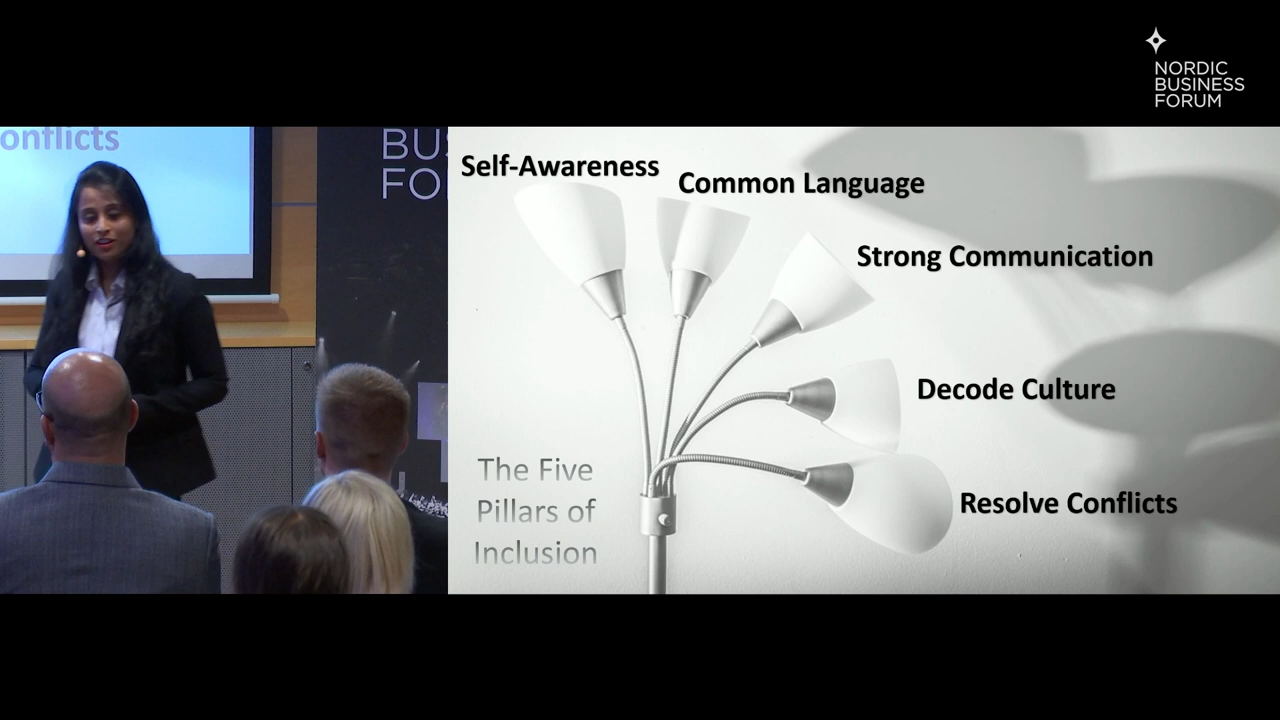 NORDIC
BUSINESS
FORUM
onflicts
BUS
FO
Self-Awareness
Common Language
Strong Communication
Decode Culture
Resolve Conflicts
The Five
Pillars of
Inclusion